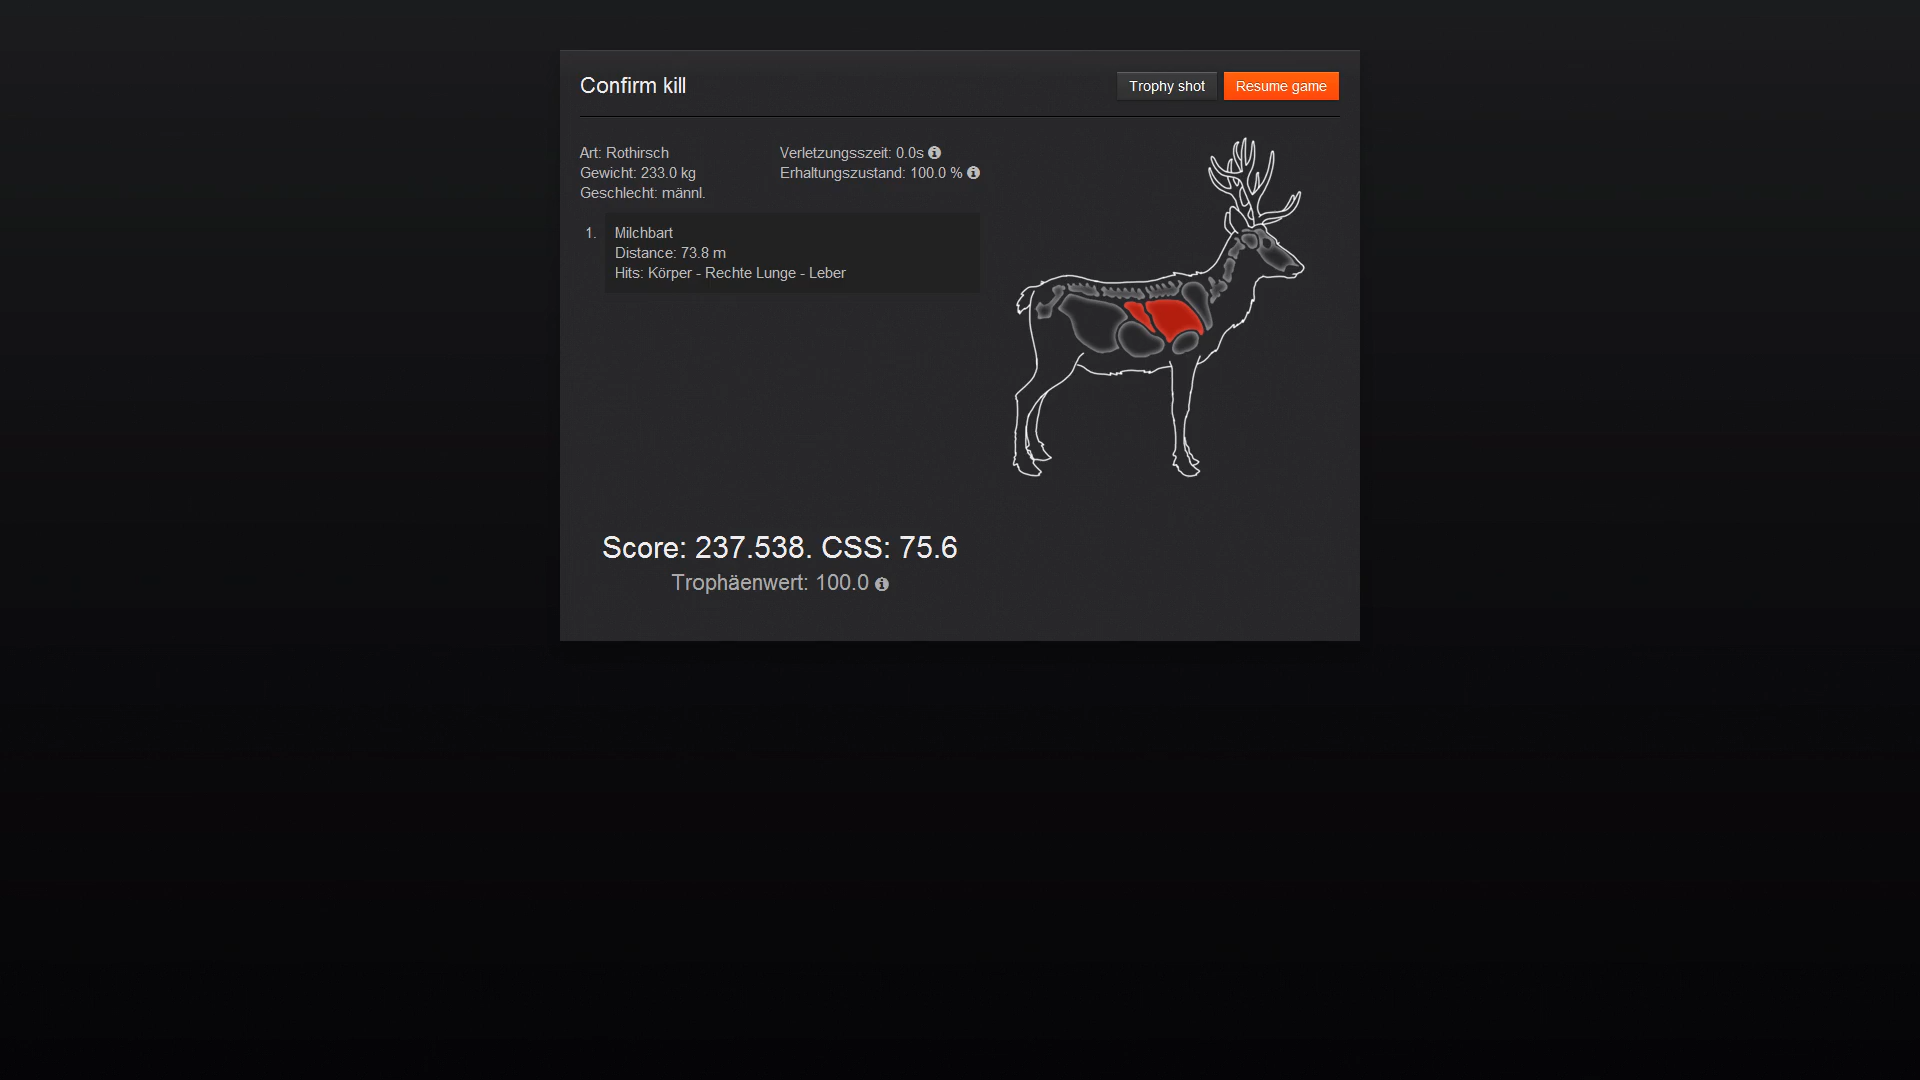 Confirm kill
Trophy shot
Resume game
Art: Rothirsch
Gewicht: 233.0 kg
Geschlecht: männl.
Verletzungsszeit: 0.0s
Erhaltungszustand: 100.0 %
1. Milchbart
Distance: 73.8 m
Hits: Körper - Rechte Lunge - Leber
Score: 237.538. CSS: 75.6
Trophäenwert: 100.0